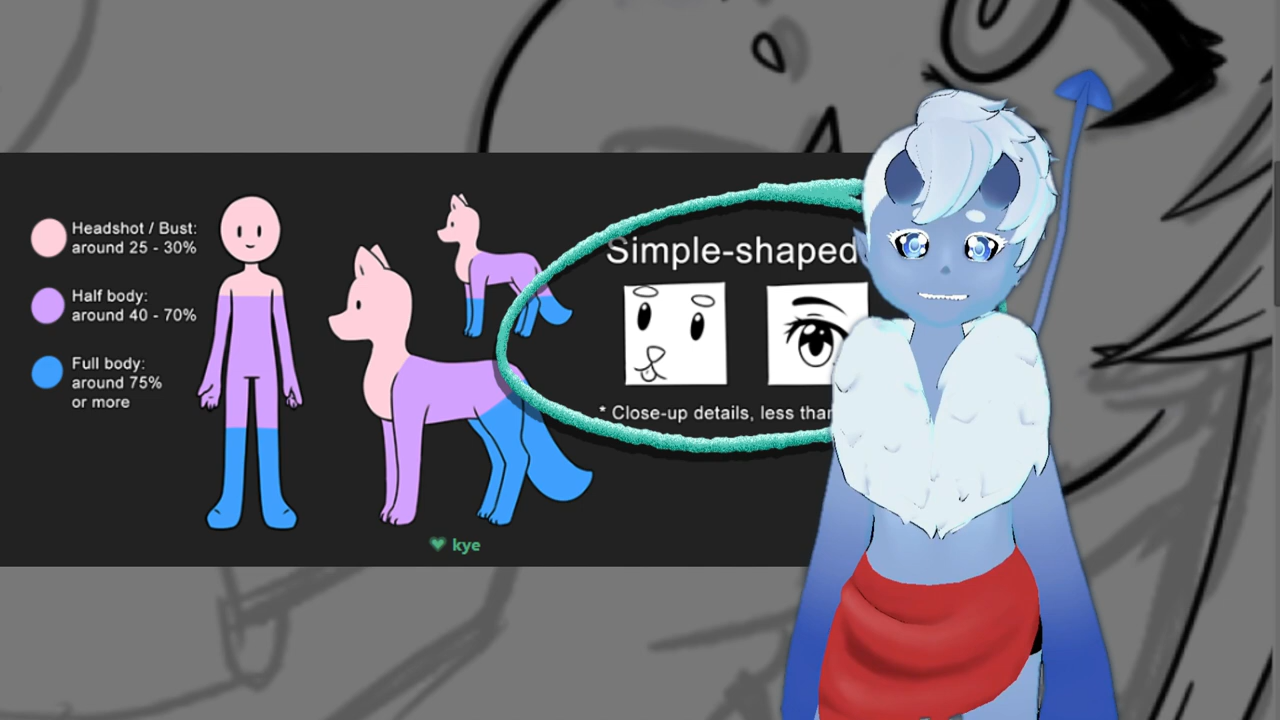 Headshot / Bust:
around 25 - 30%
Half body:
around 40 - 70%
Full body:
around 75%
or more
Simple-shaped
* Close-up details, less than
kye